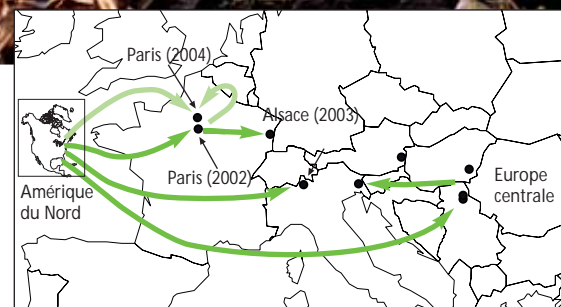 Paris (2004)
Alsace (2003)
Paris (2002)
Europe
centrale
Amérique
du Nord